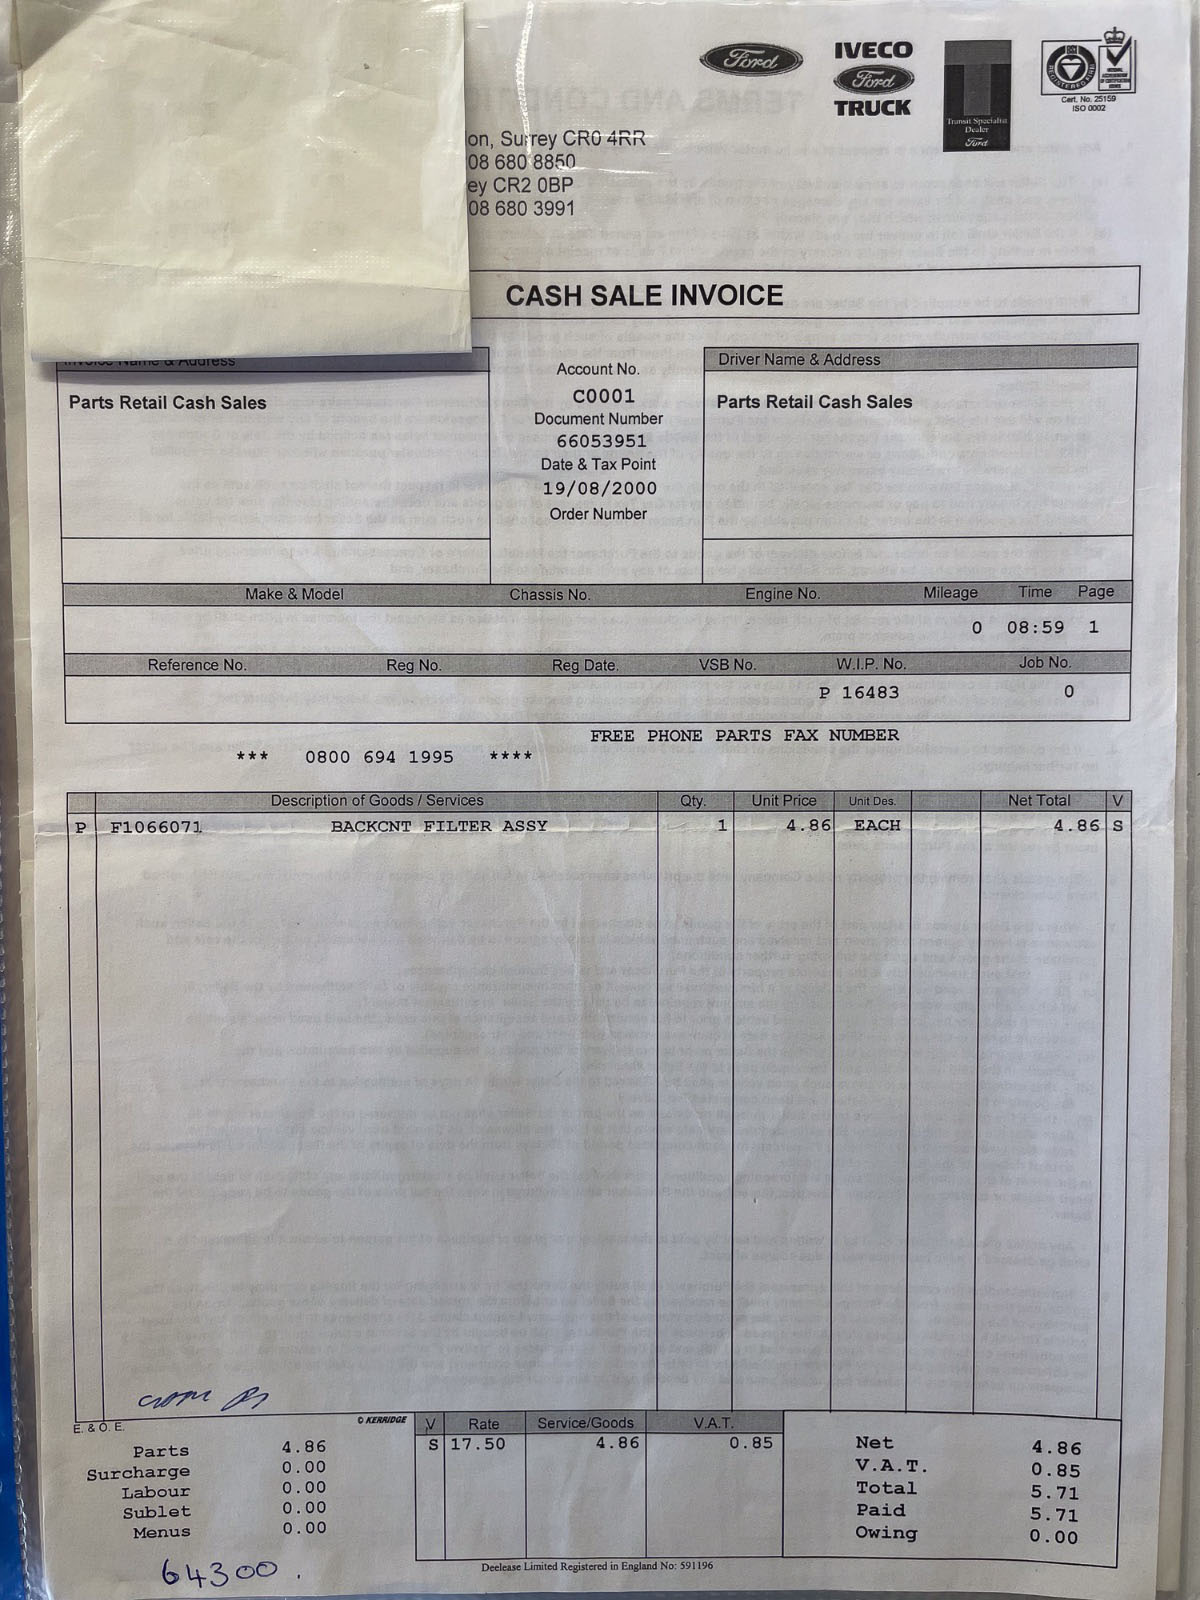 Ford
IVECO
Ford
TRUCK
Transit Specialist
Dealer
Ford
Cert. No. 25159
ISO 0002
on, Surrey CR0 4RR
08 680 8850
ey CR2 0BP
08 680 3991
CASH SALE INVOICE
Invoice Name & Address
Parts Retail Cash Sales
Account No.
C0001
Document Number
66053951
Date & Tax Point
19/08/2000
Order Number
Driver Name & Address
Parts Retail Cash Sales
Make & Model Chassis No. Engine No. Mileage Time Page
0 08:59 1
Reference No. Reg No. Reg Date. VSB No. W.I.P. No. Job No.
P 16483 0
FREE PHONE PARTS FAX NUMBER
*** 0800 694 1995 ****
Description of Goods / Services Qty. Unit Price Unit Des. Net Total V
P F1066071 BACKCNT FILTER ASSY 1 4.86 EACH 4.86 S
E. & O. E. © KERRIDGE
Parts 4.86
Surcharge 0.00
Labour 0.00
Sublet 0.00
Menus 0.00
V Rate Service/Goods V.A.T.
S 17.50 4.86 0.85
Net 4.86
V.A.T. 0.85
Total 5.71
Paid 5.71
Owing 0.00
64300.
Deelease Limited Registered in England No: 591196